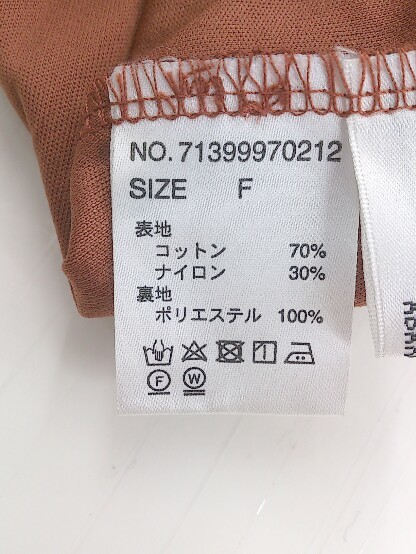 NO. 71399970212
SIZE F
表地
コットン 70%
ナイロン 30%
裏地
ポリエステル 100%
F W